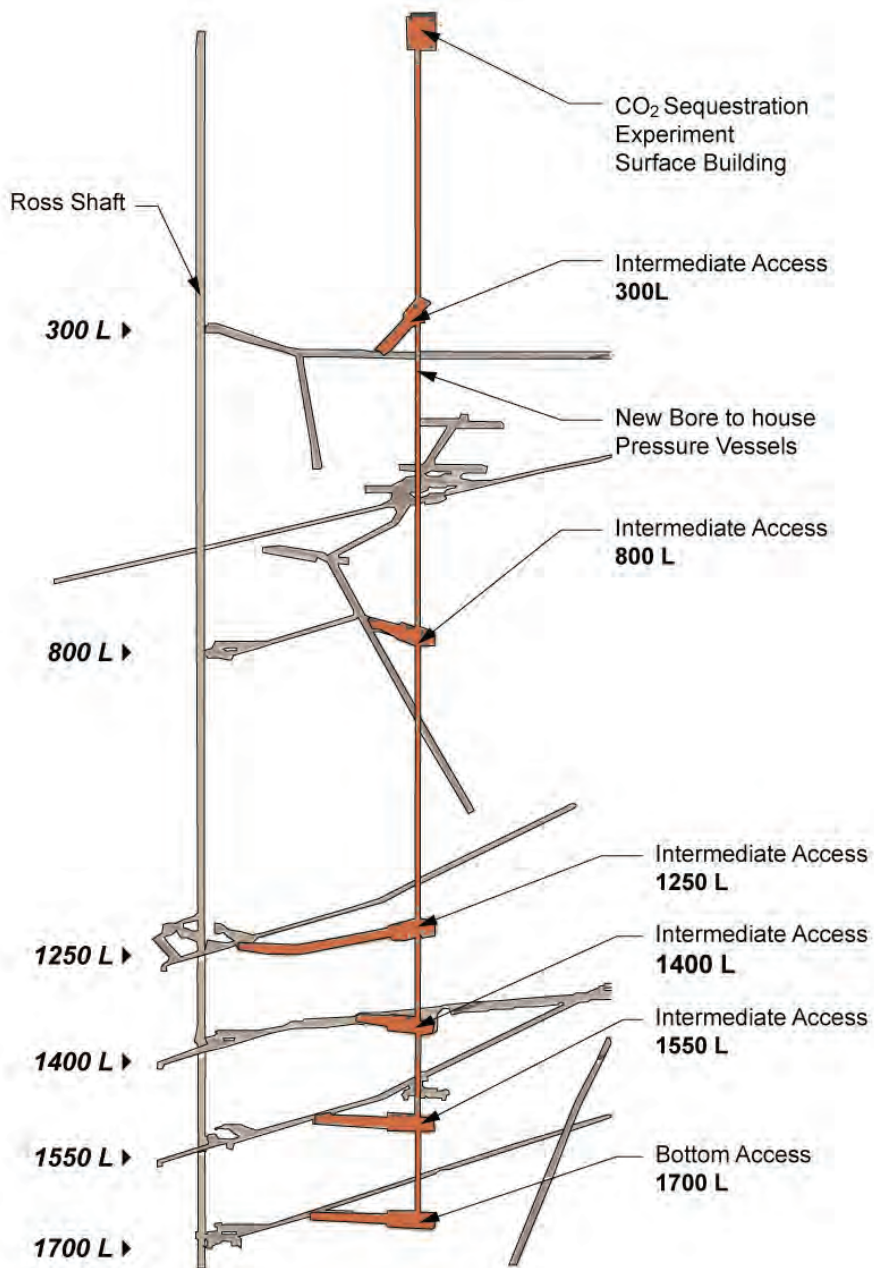 CO₂ Sequestration
Experiment
Surface Building
Ross Shaft
Intermediate Access
300L
300 L
New Bore to house
Pressure Vessels
Intermediate Access
800 L
800 L
Intermediate Access
1250 L
1250 L
Intermediate Access
1400 L
Intermediate Access
1550 L
1400 L
1550 L
Bottom Access
1700 L
1700 L